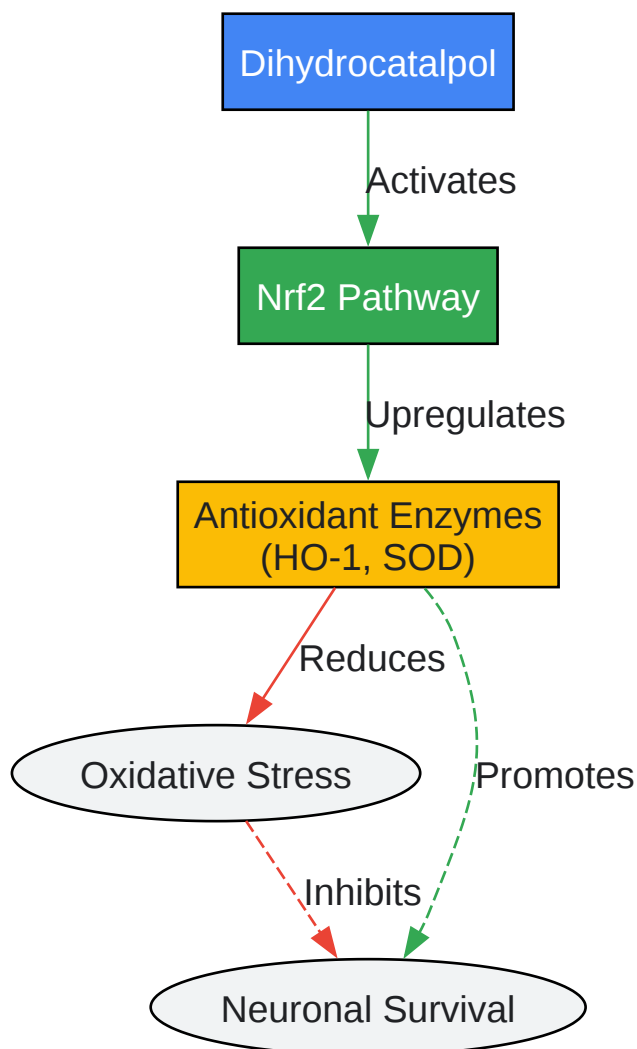 Dihydrocatalpol
Activates
Nrf2 Pathway
Upregulates
Antioxidant Enzymes
(HO-1, SOD)
Reduces
Oxidative Stress
Promotes
Inhibits
Neuronal Survival